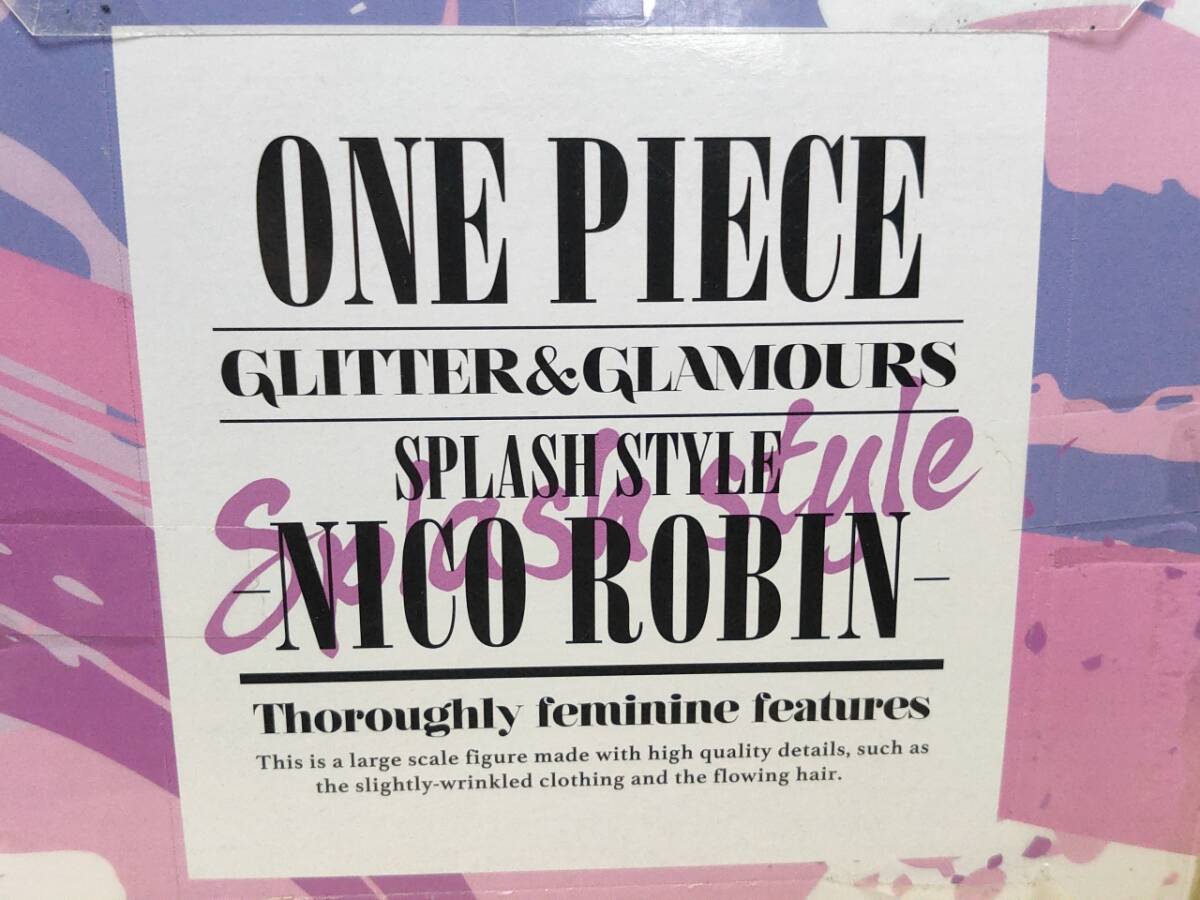 ONE PIECE
GLITTER&GLAMOURS
SPLASH STYLE
Splash style
-NICO ROBIN-
Thoroughly feminine features
This is a large scale figure made with high quality details, such as
the slightly-wrinkled clothing and the flowing hair.